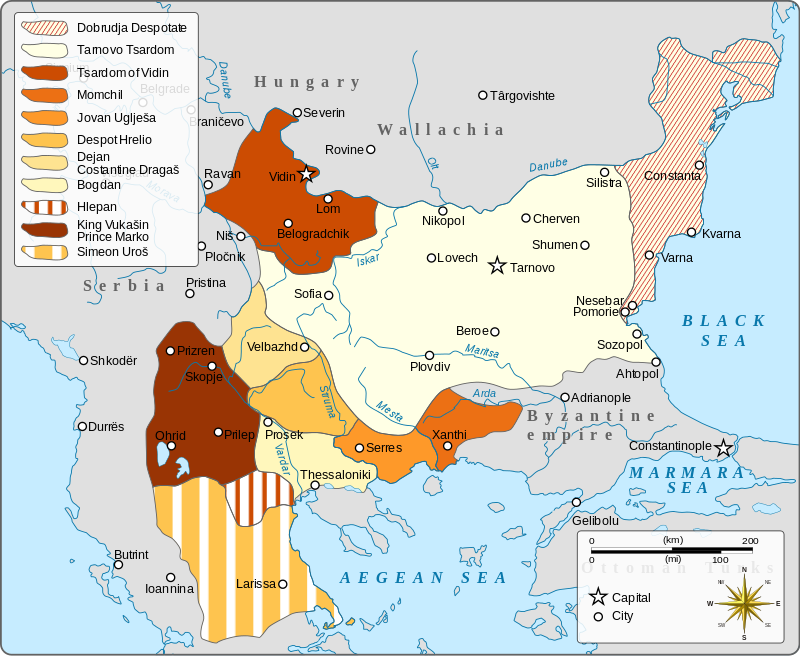 Dobrudja Despotate
Tarnovo Tsardom
Tsardom of Vidin
Momchil
Jovan Uglješa
Despot Hrelio
Dejan
Costantine Dragaš
Bogdan
Hlepan
King Vukašin
Prince Marko
Simeon Uroš
Belgrade
Danube
Braničevo
Morava
Hungary
Severin
Târgovishte
Wallachia
Rovine
Olt
Danube
Ravan
Vidin
Lom
Silistra
Constanta
Nikopol
Cherven
Belogradchik
Niš
Pločnik
Iskar
Lovech
Shumen
Tarnovo
Kvarna
Varna
Serbia
Pristina
Sofia
Nesebar
Pomorie
BLACK
SEA
Beroe
Sozopol
Velbazhd
Maritsa
Plovdiv
Ahtopol
Shkodër
Prizren
Skopje
Struma
Mesta
Arda
Adrianople
Byzantine
empire
Durrës
Ohrid
Prilep
Prosek
Vardar
Serres
Xanthi
Constantinople
MARMARA
SEA
Thessaloniki
Gelibolu
Butrint
Ioannina
Larissa
AEGEAN SEA
Ottoman Turks
0 (km) 200
0 (mi) 100
Capital
City
N
NW
NE
W
E
SW
SE
S